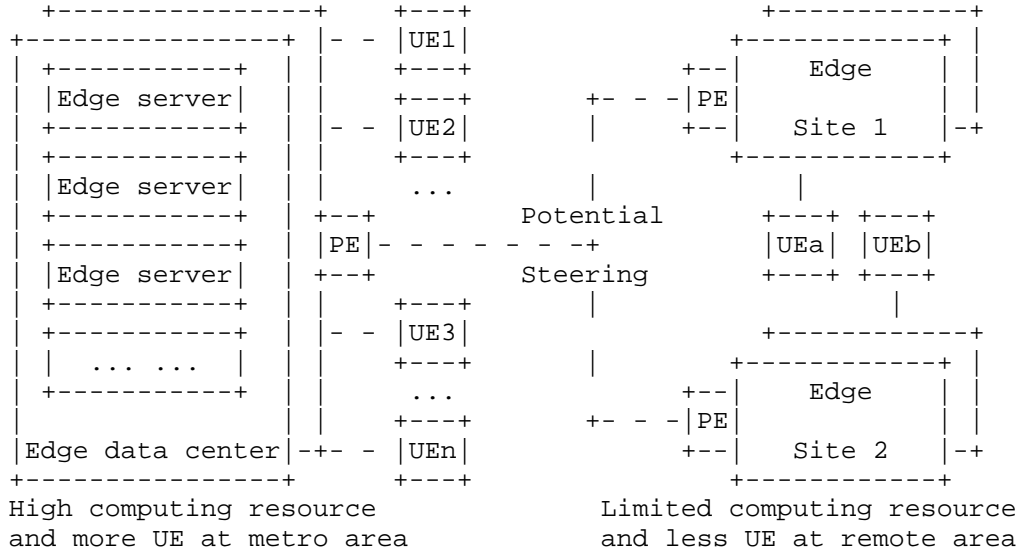 UE1
Edge
Edge server PE
UE2 Site 1
Edge server ...
Potential
PE UEa UEb
Edge server Steering
UE3
... ...
... Edge
PE
Edge data center UEn Site 2
High computing resource Limited computing resource
and more UE at metro area and less UE at remote area